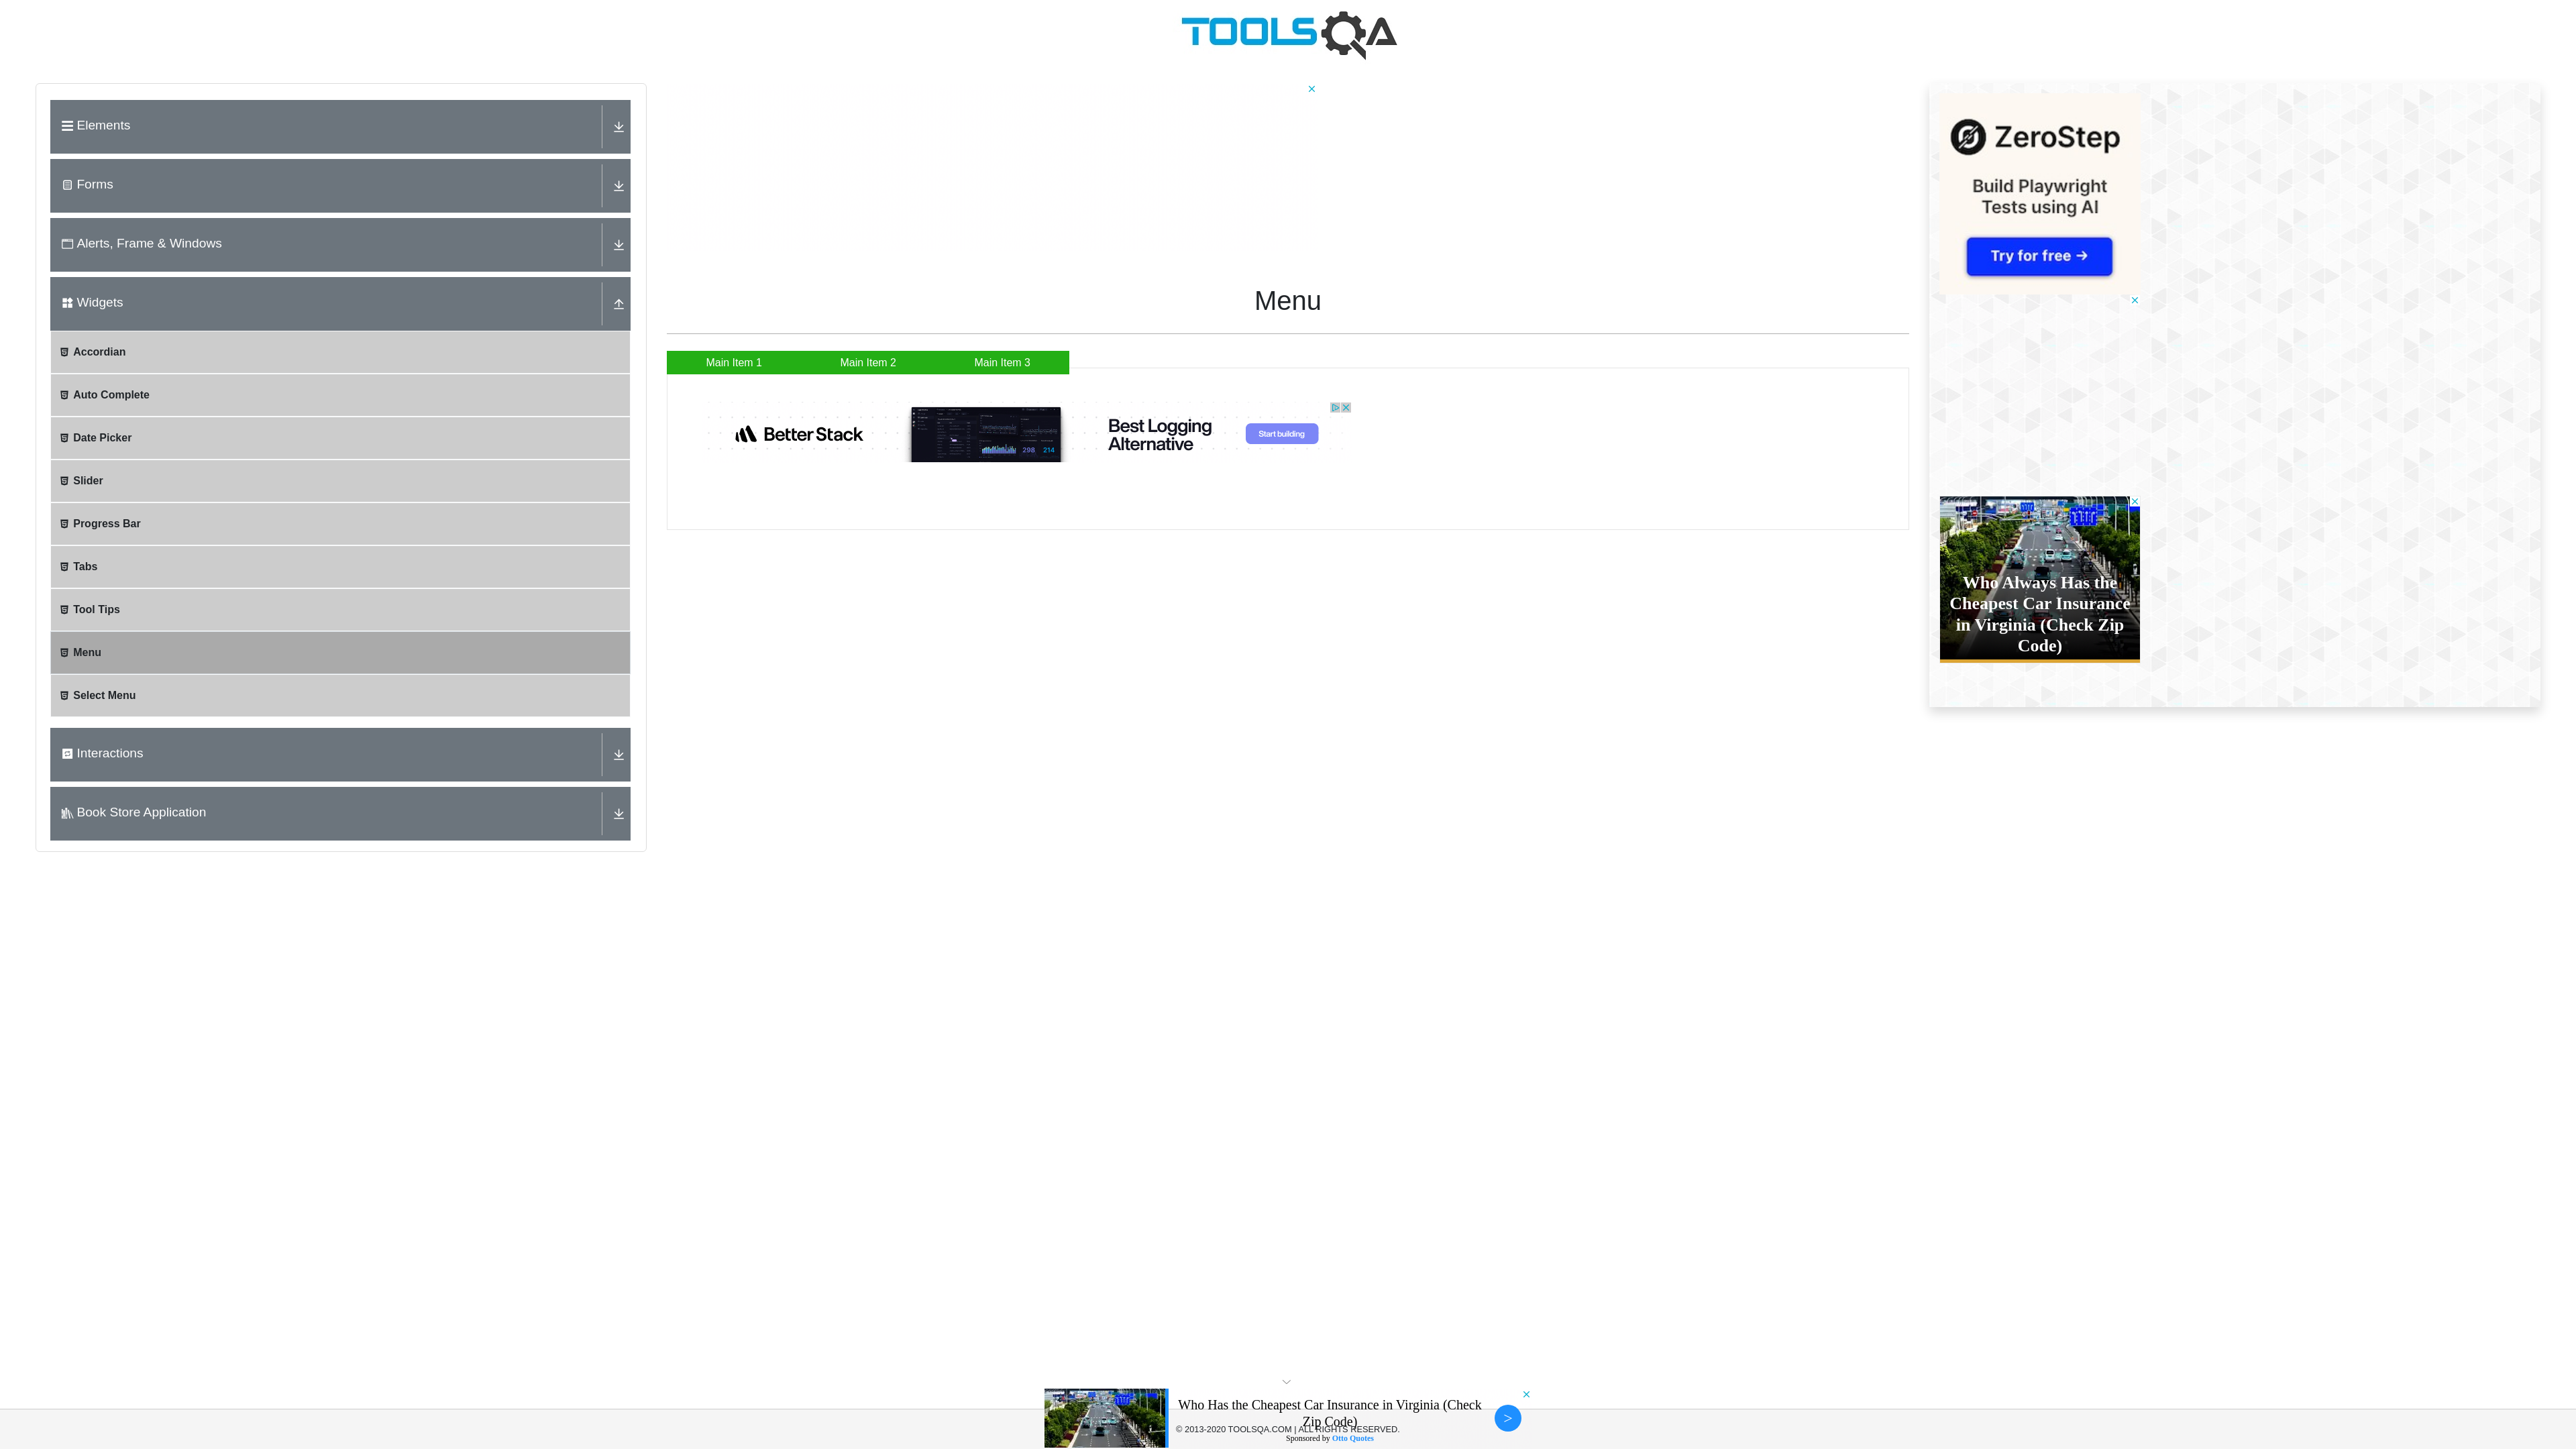 TOOLSQA
Elements
Forms
Alerts, Frame & Windows
Widgets
Accordian
Auto Complete
Date Picker
Slider
Progress Bar
Tabs
Tool Tips
Menu
Select Menu
Interactions
Book Store Application
Menu
Main Item 1
Main Item 2
Main Item 3
Better Stack
298 214
Best Logging
Alternative
Start building
ZeroStep
Build Playwright
Tests using AI
Try for free →
Who Always Has the
Cheapest Car Insurance
in Virginia (Check Zip
Code)
Who Has the Cheapest Car Insurance in Virginia (Check
Zip Code)
© 2013-2020 TOOLSQA.COM | ALL RIGHTS RESERVED.
Sponsored by Otto Quotes
>